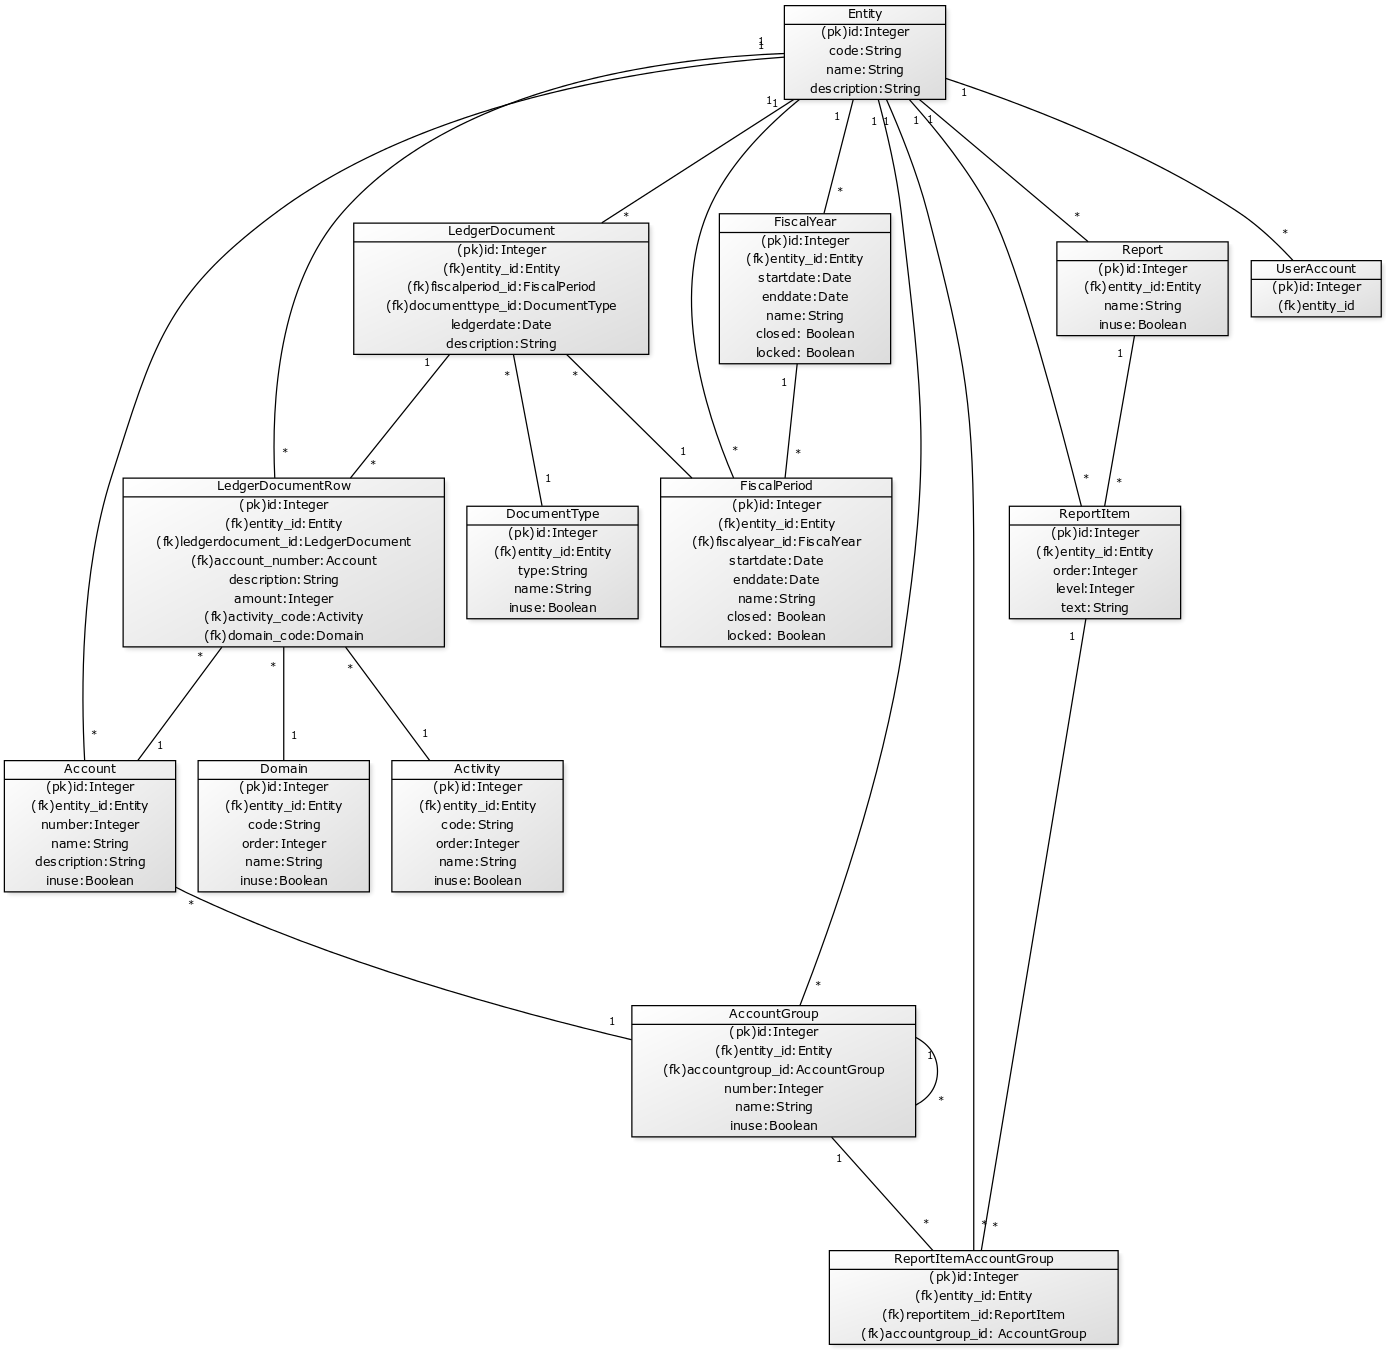 Entity
(pk)id:Integer
code:String
name:String
description:String
1
1
1
1
1
1
1
1
1
1
*
*
*
*
LedgerDocument
(pk)id:Integer
(fk)entity_id:Entity
(fk)fiscalperiod_id:FiscalPeriod
(fk)documenttype_id:DocumentType
ledgerdate:Date
description:String
FiscalYear
(pk)id:Integer
(fk)entity_id:Entity
startdate:Date
enddate:Date
name:String
closed: Boolean
locked: Boolean
Report
(pk)id:Integer
(fk)entity_id:Entity
name:String
inuse:Boolean
UserAccount
(pk)id:Integer
(fk)entity_id
1
*
*
1
1
*
*
*
1
1
*
*
*
*
LedgerDocumentRow
(pk)id:Integer
(fk)entity_id:Entity
(fk)ledgerdocument_id:LedgerDocument
(fk)account_number:Account
description:String
amount:Integer
(fk)activity_code:Activity
(fk)domain_code:Domain
DocumentType
(pk)id:Integer
(fk)entity_id:Entity
type:String
name:String
inuse:Boolean
FiscalPeriod
(pk)id:Integer
(fk)entity_id:Entity
(fk)fiscalyear_id:FiscalYear
startdate:Date
enddate:Date
name:String
closed: Boolean
locked: Boolean
ReportItem
(pk)id:Integer
(fk)entity_id:Entity
order:Integer
level:Integer
text:String
*
*
*
1
*
1
1
1
Account
(pk)id:Integer
(fk)entity_id:Entity
number:Integer
name:String
description:String
inuse:Boolean
Domain
(pk)id:Integer
(fk)entity_id:Entity
code:String
order:Integer
name:String
inuse:Boolean
Activity
(pk)id:Integer
(fk)entity_id:Entity
code:String
order:Integer
name:String
inuse:Boolean
*
*
1
AccountGroup
(pk)id:Integer
(fk)entity_id:Entity
(fk)accountgroup_id:AccountGroup
number:Integer
name:String
inuse:Boolean
1
*
1
*
*
*
ReportItemAccountGroup
(pk)id:Integer
(fk)entity_id:Entity
(fk)reportitem_id:ReportItem
(fk)accountgroup_id: AccountGroup